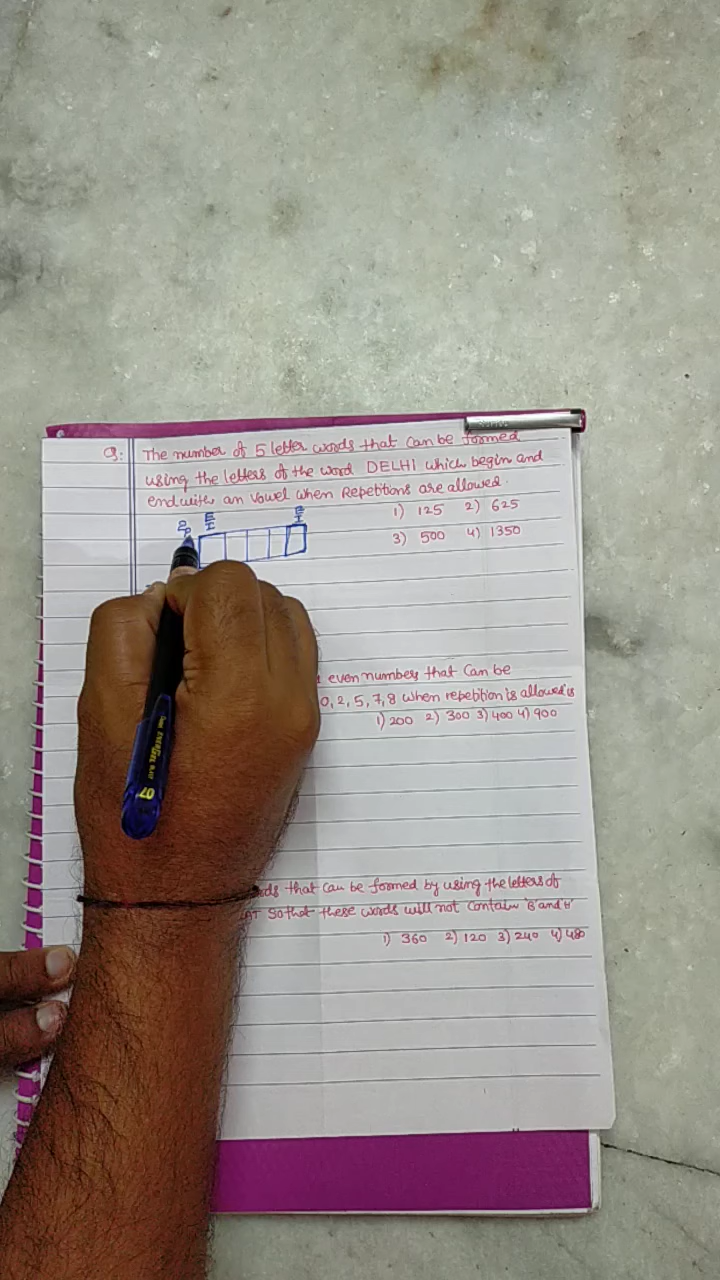 Q: The number of 5 letter words that can be formed
using the letters of the word DELHI which begin and
end with an vowel when Repetitions are allowed.
1) 125 2) 625
3) 500 4) 1350
E E
I I
even numbers that can be
0, 2, 5, 7, 8 when repetition is allowed is
1) 200 2) 300 3) 400 4) 900
that can be formed by using the letters of
So that these words will not contain 'B' and 'H'
1) 360 2) 120 3) 240 4) 480